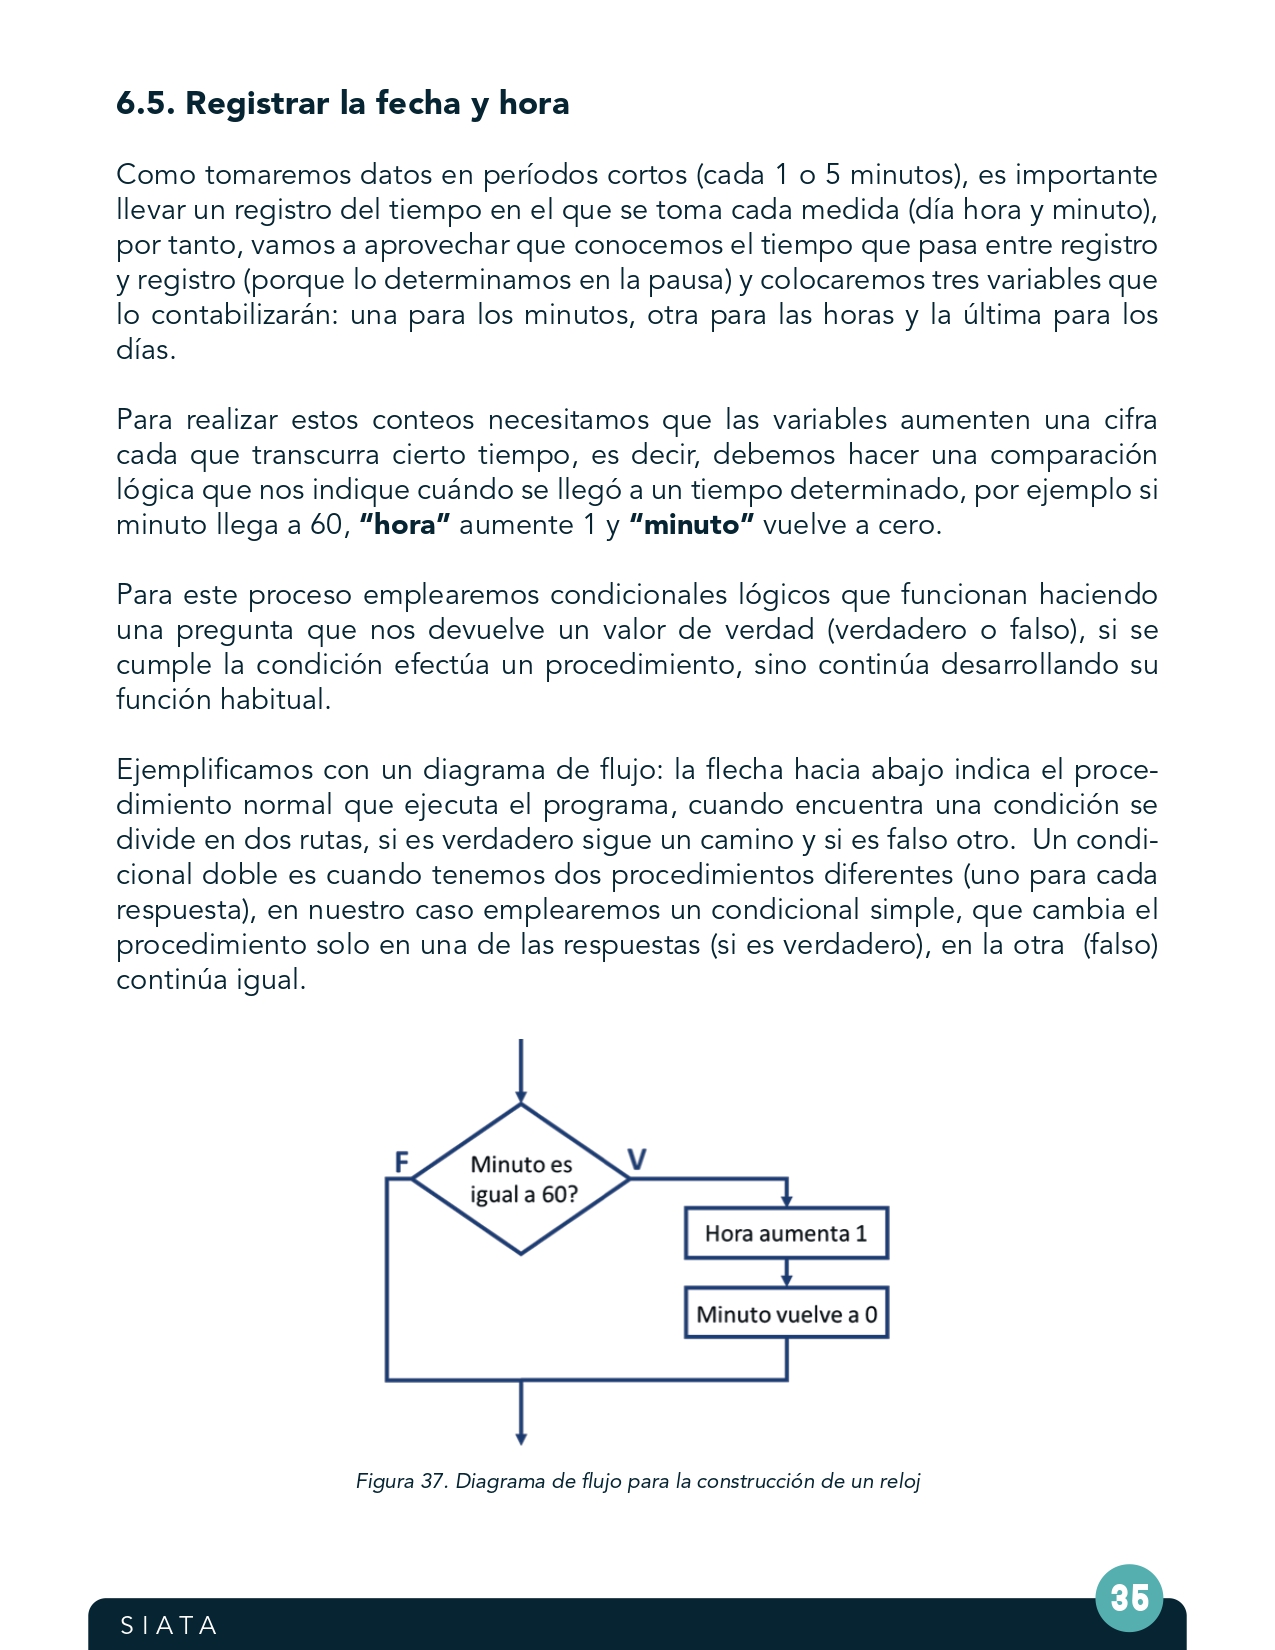 6.5. Registrar la fecha y hora
Como tomaremos datos en períodos cortos (cada 1 o 5 minutos), es importante
llevar un registro del tiempo en el que se toma cada medida (día hora y minuto),
por tanto, vamos a aprovechar que conocemos el tiempo que pasa entre registro
y registro (porque lo determinamos en la pausa) y colocaremos tres variables que
lo contabilizarán: una para los minutos, otra para las horas y la última para los
días.
Para realizar estos conteos necesitamos que las variables aumenten una cifra
cada que transcurra cierto tiempo, es decir, debemos hacer una comparación
lógica que nos indique cuándo se llegó a un tiempo determinado, por ejemplo si
minuto llega a 60, “hora” aumente 1 y “minuto” vuelve a cero.
Para este proceso emplearemos condicionales lógicos que funcionan haciendo
una pregunta que nos devuelve un valor de verdad (verdadero o falso), si se
cumple la condición efectúa un procedimiento, sino continúa desarrollando su
función habitual.
Ejemplificamos con un diagrama de flujo: la flecha hacia abajo indica el proce-
dimiento normal que ejecuta el programa, cuando encuentra una condición se
divide en dos rutas, si es verdadero sigue un camino y si es falso otro.  Un condi-
cional doble es cuando tenemos dos procedimientos diferentes (uno para cada
respuesta), en nuestro caso emplearemos un condicional simple, que cambia el
procedimiento solo en una de las respuestas (si es verdadero), en la otra  (falso)
continúa igual.
F
Minuto es
igual a 60?
V
Hora aumenta 1
Minuto vuelve a 0
Figura 37. Diagrama de flujo para la construcción de un reloj
SIATA
35